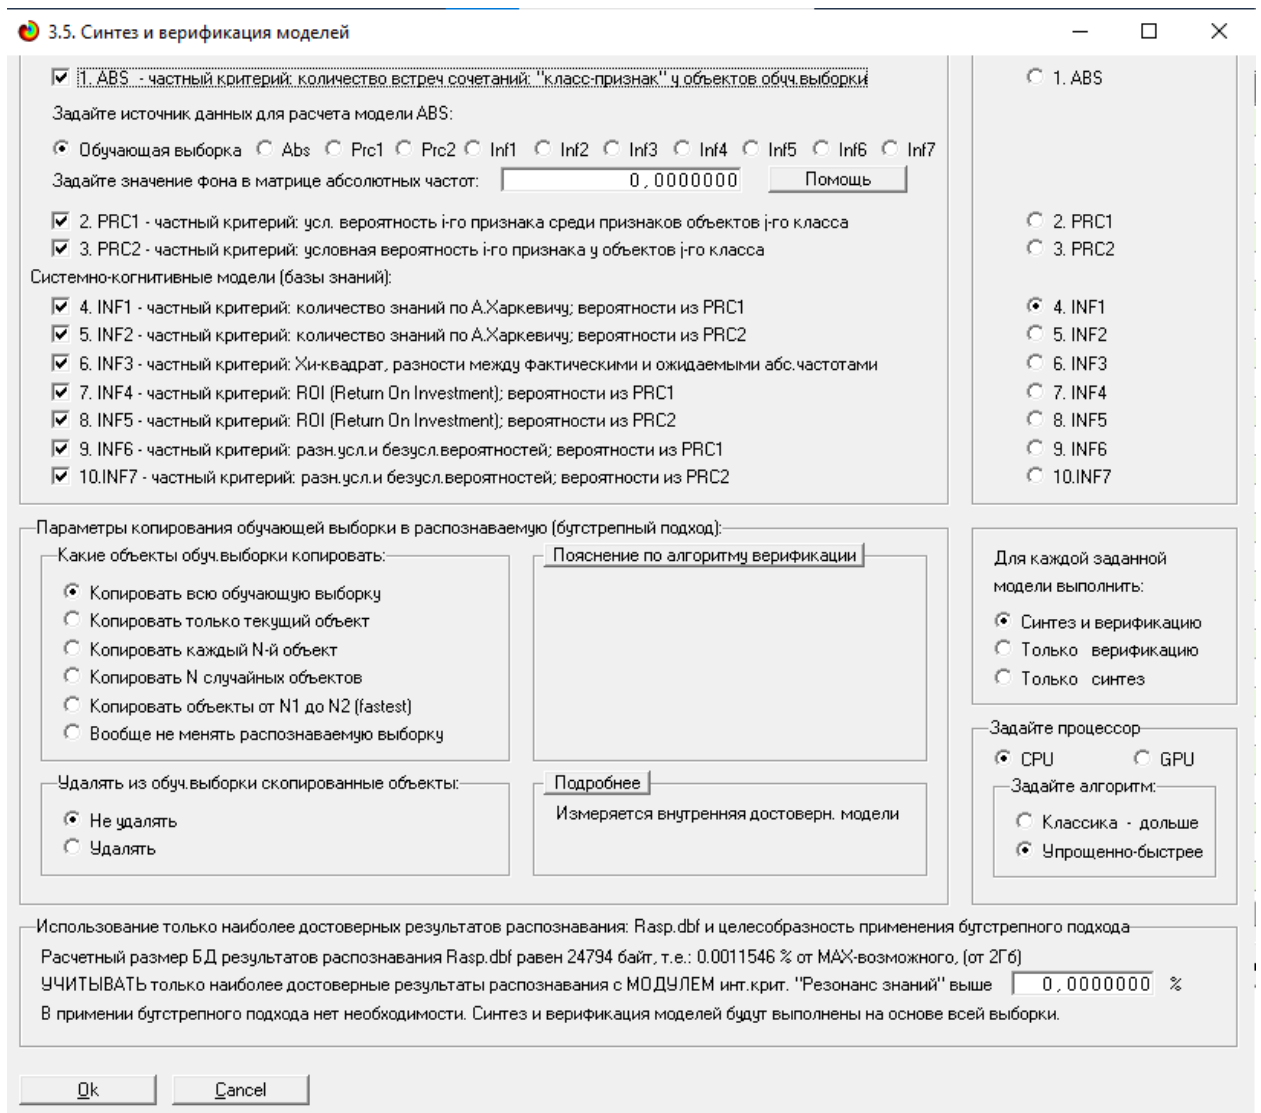 3.5. Синтез и верификация моделей
1. ABS - частный критерий: количество встреч сочетаний: "класс-признак" у объектов обуч.выборки
1. ABS
Задайте источник данных для расчета модели ABS:
Обучающая выборка Abs Prc1 Prc2 Inf1 Inf2 Inf3 Inf4 Inf5 Inf6 Inf7
Задайте значение фона в матрице абсолютных частот: 0,0000000 Помощь
2. PRC1 - частный критерий: усл. вероятность i-го признака среди признаков объектов j-го класса
2. PRC1
3. PRC2 - частный критерий: условная вероятность i-го признака у объектов j-го класса
3. PRC2
Системно-когнитивные модели (базы знаний):
4. INF1 - частный критерий: количество знаний по А.Харкевичу; вероятности из PRC1
4. INF1
5. INF2 - частный критерий: количество знаний по А.Харкевичу; вероятности из PRC2
5. INF2
6. INF3 - частный критерий: Хи-квадрат, разности между фактическими и ожидаемыми абс.частотами
6. INF3
7. INF4 - частный критерий: ROI (Return On Investment); вероятности из PRC1
7. INF4
8. INF5 - частный критерий: ROI (Return On Investment); вероятности из PRC2
8. INF5
9. INF6 - частный критерий: разн.усл.и безусл.вероятностей; вероятности из PRC1
9. INF6
10.INF7 - частный критерий: разн.усл.и безусл.вероятностей; вероятности из PRC2
10.INF7
Параметры копирования обучающей выборки в распознаваемую (бутстрепный подход):
Какие объекты обуч.выборки копировать:
Копировать всю обучающую выборку
Копировать только текущий объект
Копировать каждый N-й объект
Копировать N случайных объектов
Копировать объекты от N1 до N2 (fastest)
Вообще не менять распознаваемую выборку
Пояснение по алгоритму верификации
Удалять из обуч.выборки скопированные объекты:
Не удалять
Удалять
Подробнее
Измеряется внутренняя достоверн. модели
Для каждой заданной
модели выполнить:
Синтез и верификацию
Только верификацию
Только синтез
Задайте процессор
CPU GPU
Задайте алгоритм:
Классика - дольше
Упрощенно-быстрее
Использование только наиболее достоверных результатов распознавания: Rasp.dbf и целесобразность применения бутстрепного подхода
Расчетный размер БД результатов распознавания Rasp.dbf равен 24794 байт, т.е.: 0.0011546 % от MAX-возможного, (от 2Гб)
УЧИТЫВАТЬ только наиболее достоверные результаты распознавания с МОДУЛЕМ инт.крит. "Резонанс знаний" выше 0,0000000 %
В примении бутстрепного подхода нет необходимости. Синтез и верификация моделей будут выполнены на основе всей выборки.
Ok Cancel